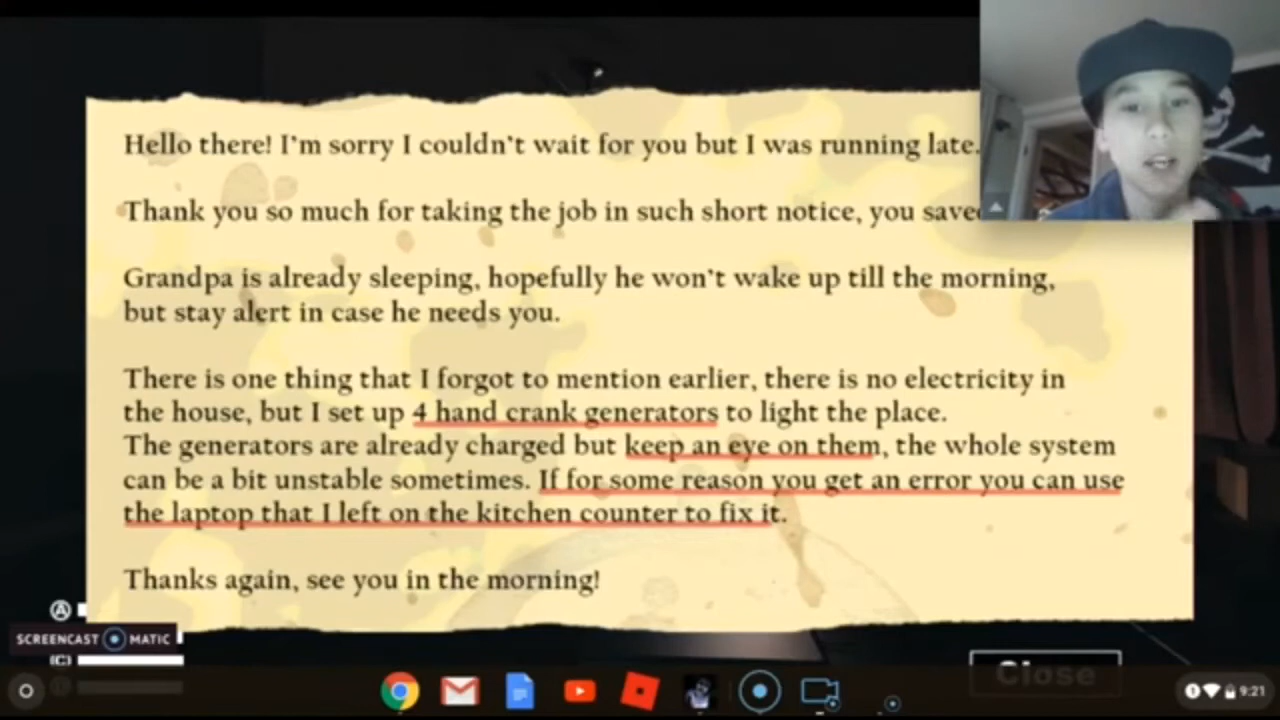 Hello there! I'm sorry I couldn't wait for you but I was running late.
Thank you so much for taking the job in such short notice, you saved
Grandpa is already sleeping, hopefully he won't wake up till the morning,
but stay alert in case he needs you.
There is one thing that I forgot to mention earlier, there is no electricity in
the house, but I set up 4 hand crank generators to light the place.
The generators are already charged but keep an eye on them, the whole system
can be a bit unstable sometimes. If for some reason you get an error you can use
the laptop that I left on the kitchen counter to fix it.
Thanks again, see you in the morning!
A
SCREENCAST MATIC
(C)
Close
9:21